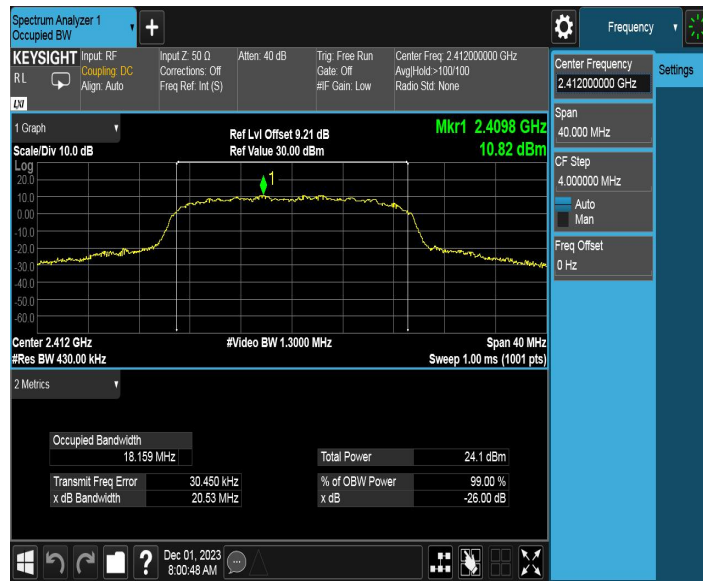 Spectrum Analyzer 1
Occupied BW
+
Frequency
KEYSIGHT
RL
LXI
Input: RF
Coupling: DC
Align: Auto
Input Z: 50 Ω
Corrections: Off
Freq Ref: Int (S)
Atten: 40 dB
Trig: Free Run
Gate: Off
#IF Gain: Low
Center Freq: 2.412000000 GHz
Avg|Hold:>100/100
Radio Std: None
Center Frequency
2.412000000 GHz
Settings
Span
40.000 MHz
CF Step
4.000000 MHz
Auto
Man
Freq Offset
0 Hz
1 Graph
Scale/Div 10.0 dB
Ref Lvl Offset 9.21 dB
Ref Value 30.00 dBm
Mkr1 2.4098 GHz
10.82 dBm
Log
20.0
10.0
0.00
-10.0
-20.0
-30.0
-40.0
-50.0
-60.0
1
Center 2.412 GHz
#Res BW 430.00 kHz
#Video BW 1.3000 MHz
Span 40 MHz
Sweep 1.00 ms (1001 pts)
2 Metrics
Occupied Bandwidth
18.159 MHz
Total Power 24.1 dBm
Transmit Freq Error 30.450 kHz
% of OBW Power 99.00 %
x dB Bandwidth 20.53 MHz
x dB -26.00 dB
?
Dec 01, 2023
8:00:48 AM